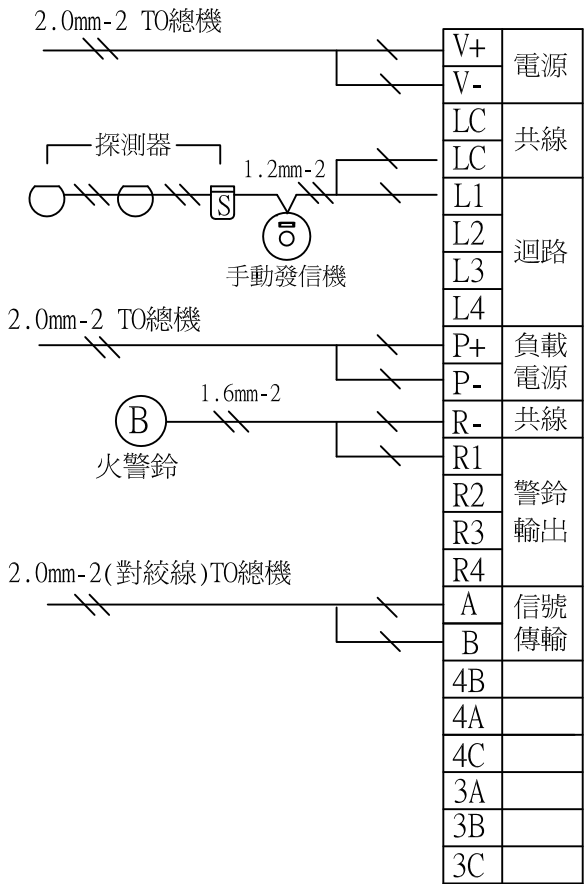 2.0mm-2 TO總機
V+
V-
電源
LC
LC
共線
探測器
1.2mm-2
S
手動發信機
L1
L2
L3
L4
迴路
2.0mm-2 TO總機
P+
P-
負載
電源
1.6mm-2
B
火警鈴
R-
共線
R1
R2
R3
R4
警鈴
輸出
2.0mm-2(對絞線)TO總機
A
B
信號
傳輸
4B
4A
4C
3A
3B
3C